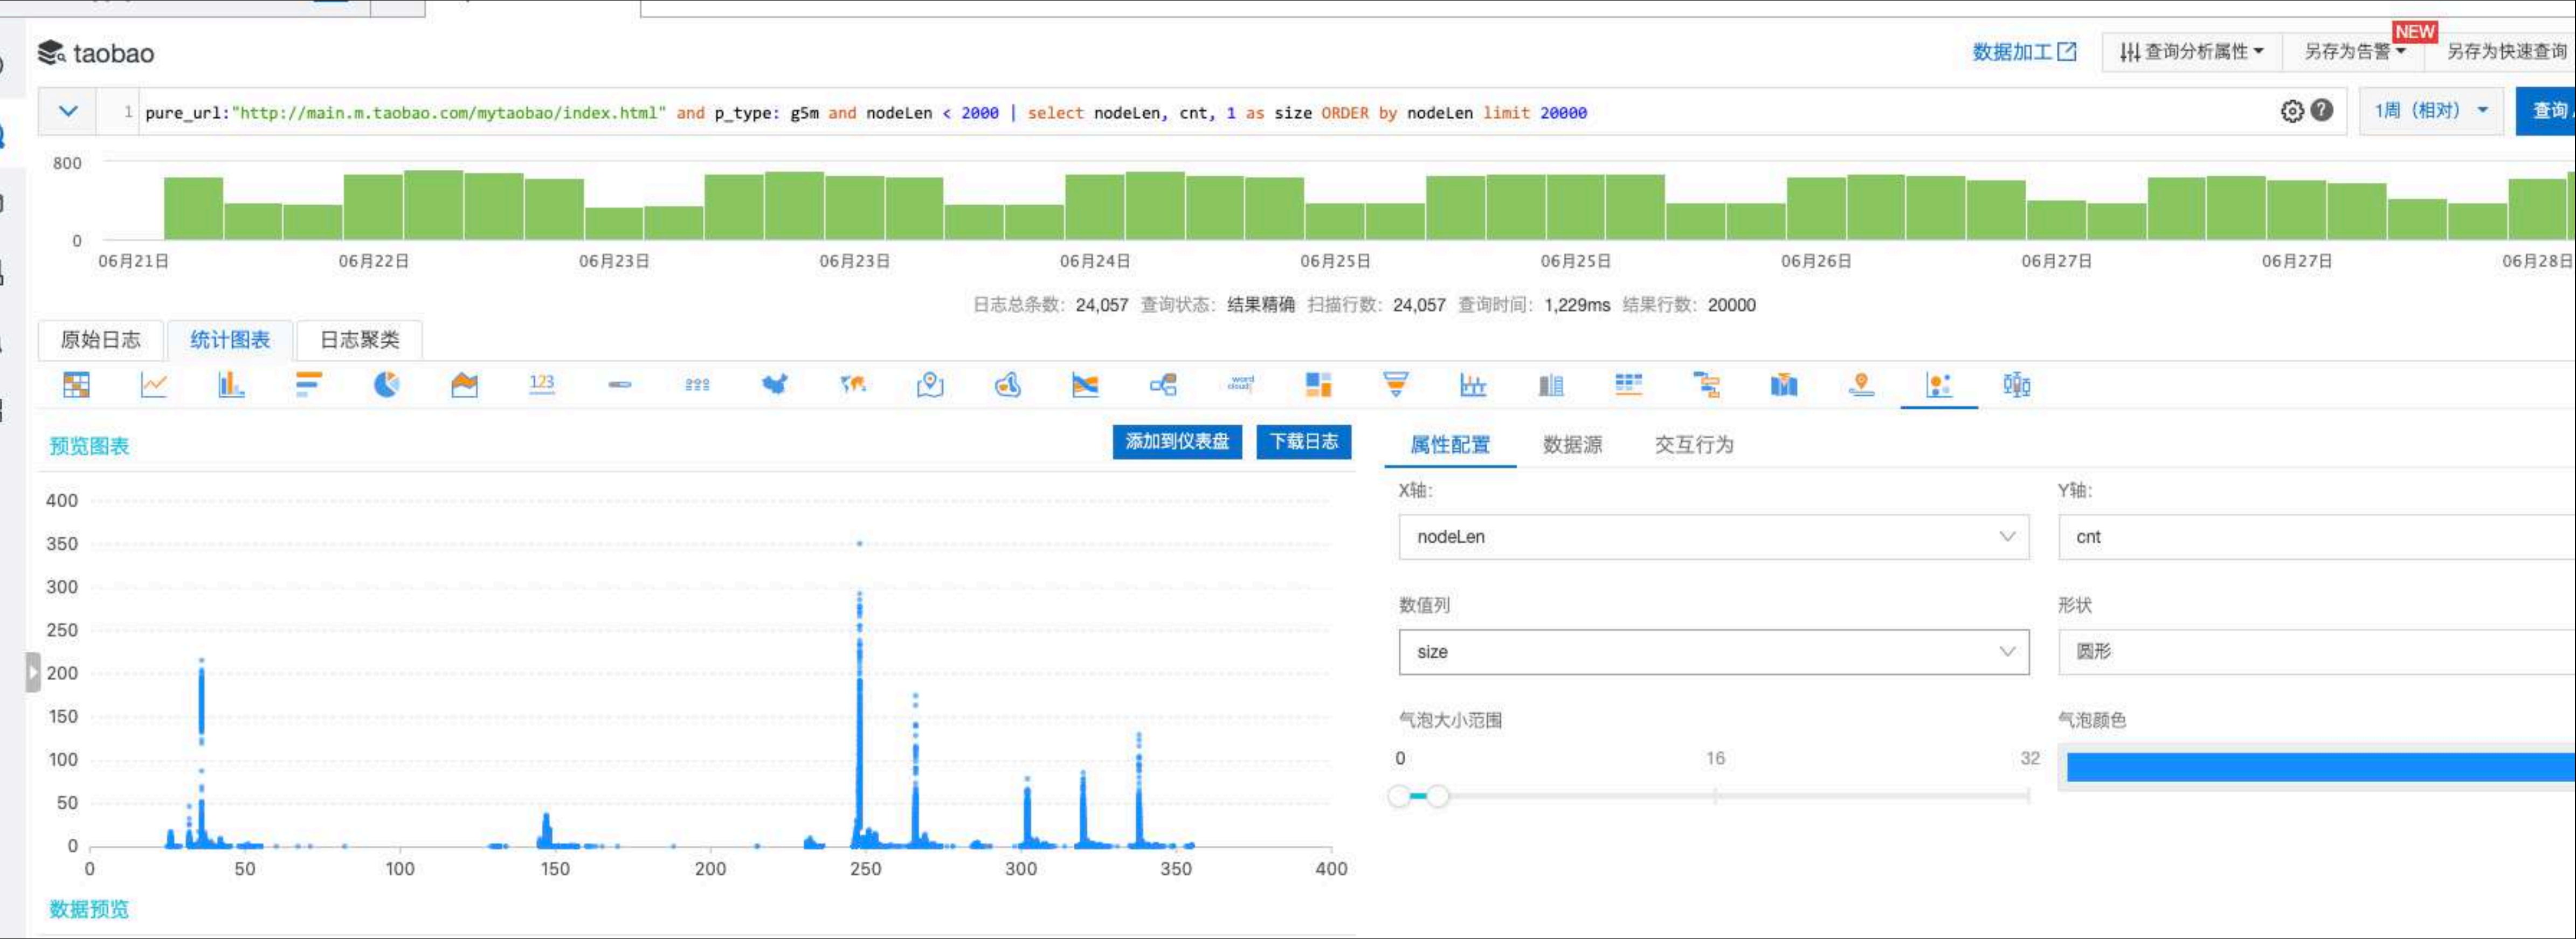 taobao
数据加工
查询分析属性
另存为告警
NEW
另存为快速查询
1 pure_url:"http://main.m.taobao.com/mytaobao/index.html" and p_type: g5m and nodeLen < 2000 | select nodeLen, cnt, 1 as size ORDER by nodeLen limit 20000
1周（相对）
查询
800
0
06月21日 06月22日 06月23日 06月23日 06月24日 06月25日 06月25日 06月26日 06月27日 06月27日 06月28日
日志总条数: 24,057 查询状态: 结果精确 扫描行数: 24,057 查询时间: 1,229ms 结果行数: 20000
原始日志 统计图表 日志聚类
123
word cloud
预览图表
添加到仪表盘 下载日志
400
350
300
250
200
150
100
50
0
0 50 100 150 200 250 300 350 400
数据预览
属性配置 数据源 交互行为
X轴: Y轴:
nodeLen cnt
数值列 形状
size 圆形
气泡大小范围 气泡颜色
0 16 32